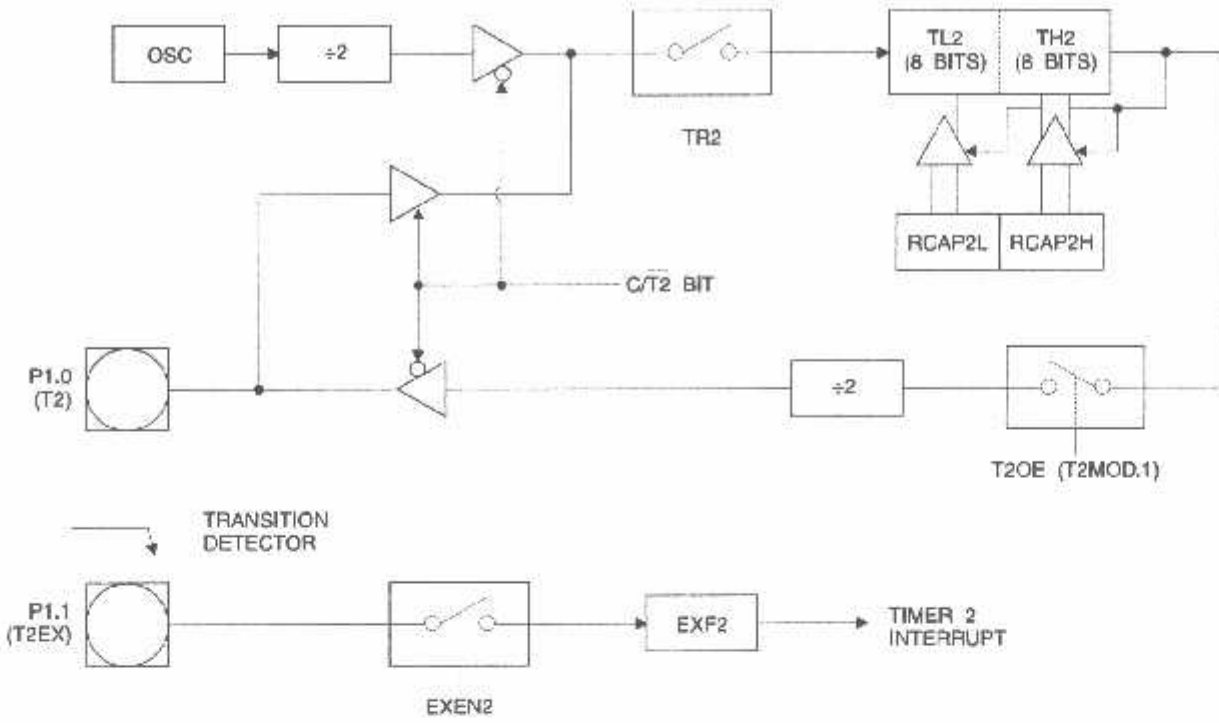 OSC
÷2
TL2
(8 BITS)
TH2
(8 BITS)
TR2
RCAP2L
RCAP2H
C/T2 BIT
P1.0
(T2)
÷2
T2OE (T2MOD.1)
TRANSITION
DETECTOR
P1.1
(T2EX)
EXF2
TIMER 2
INTERRUPT
EXEN2